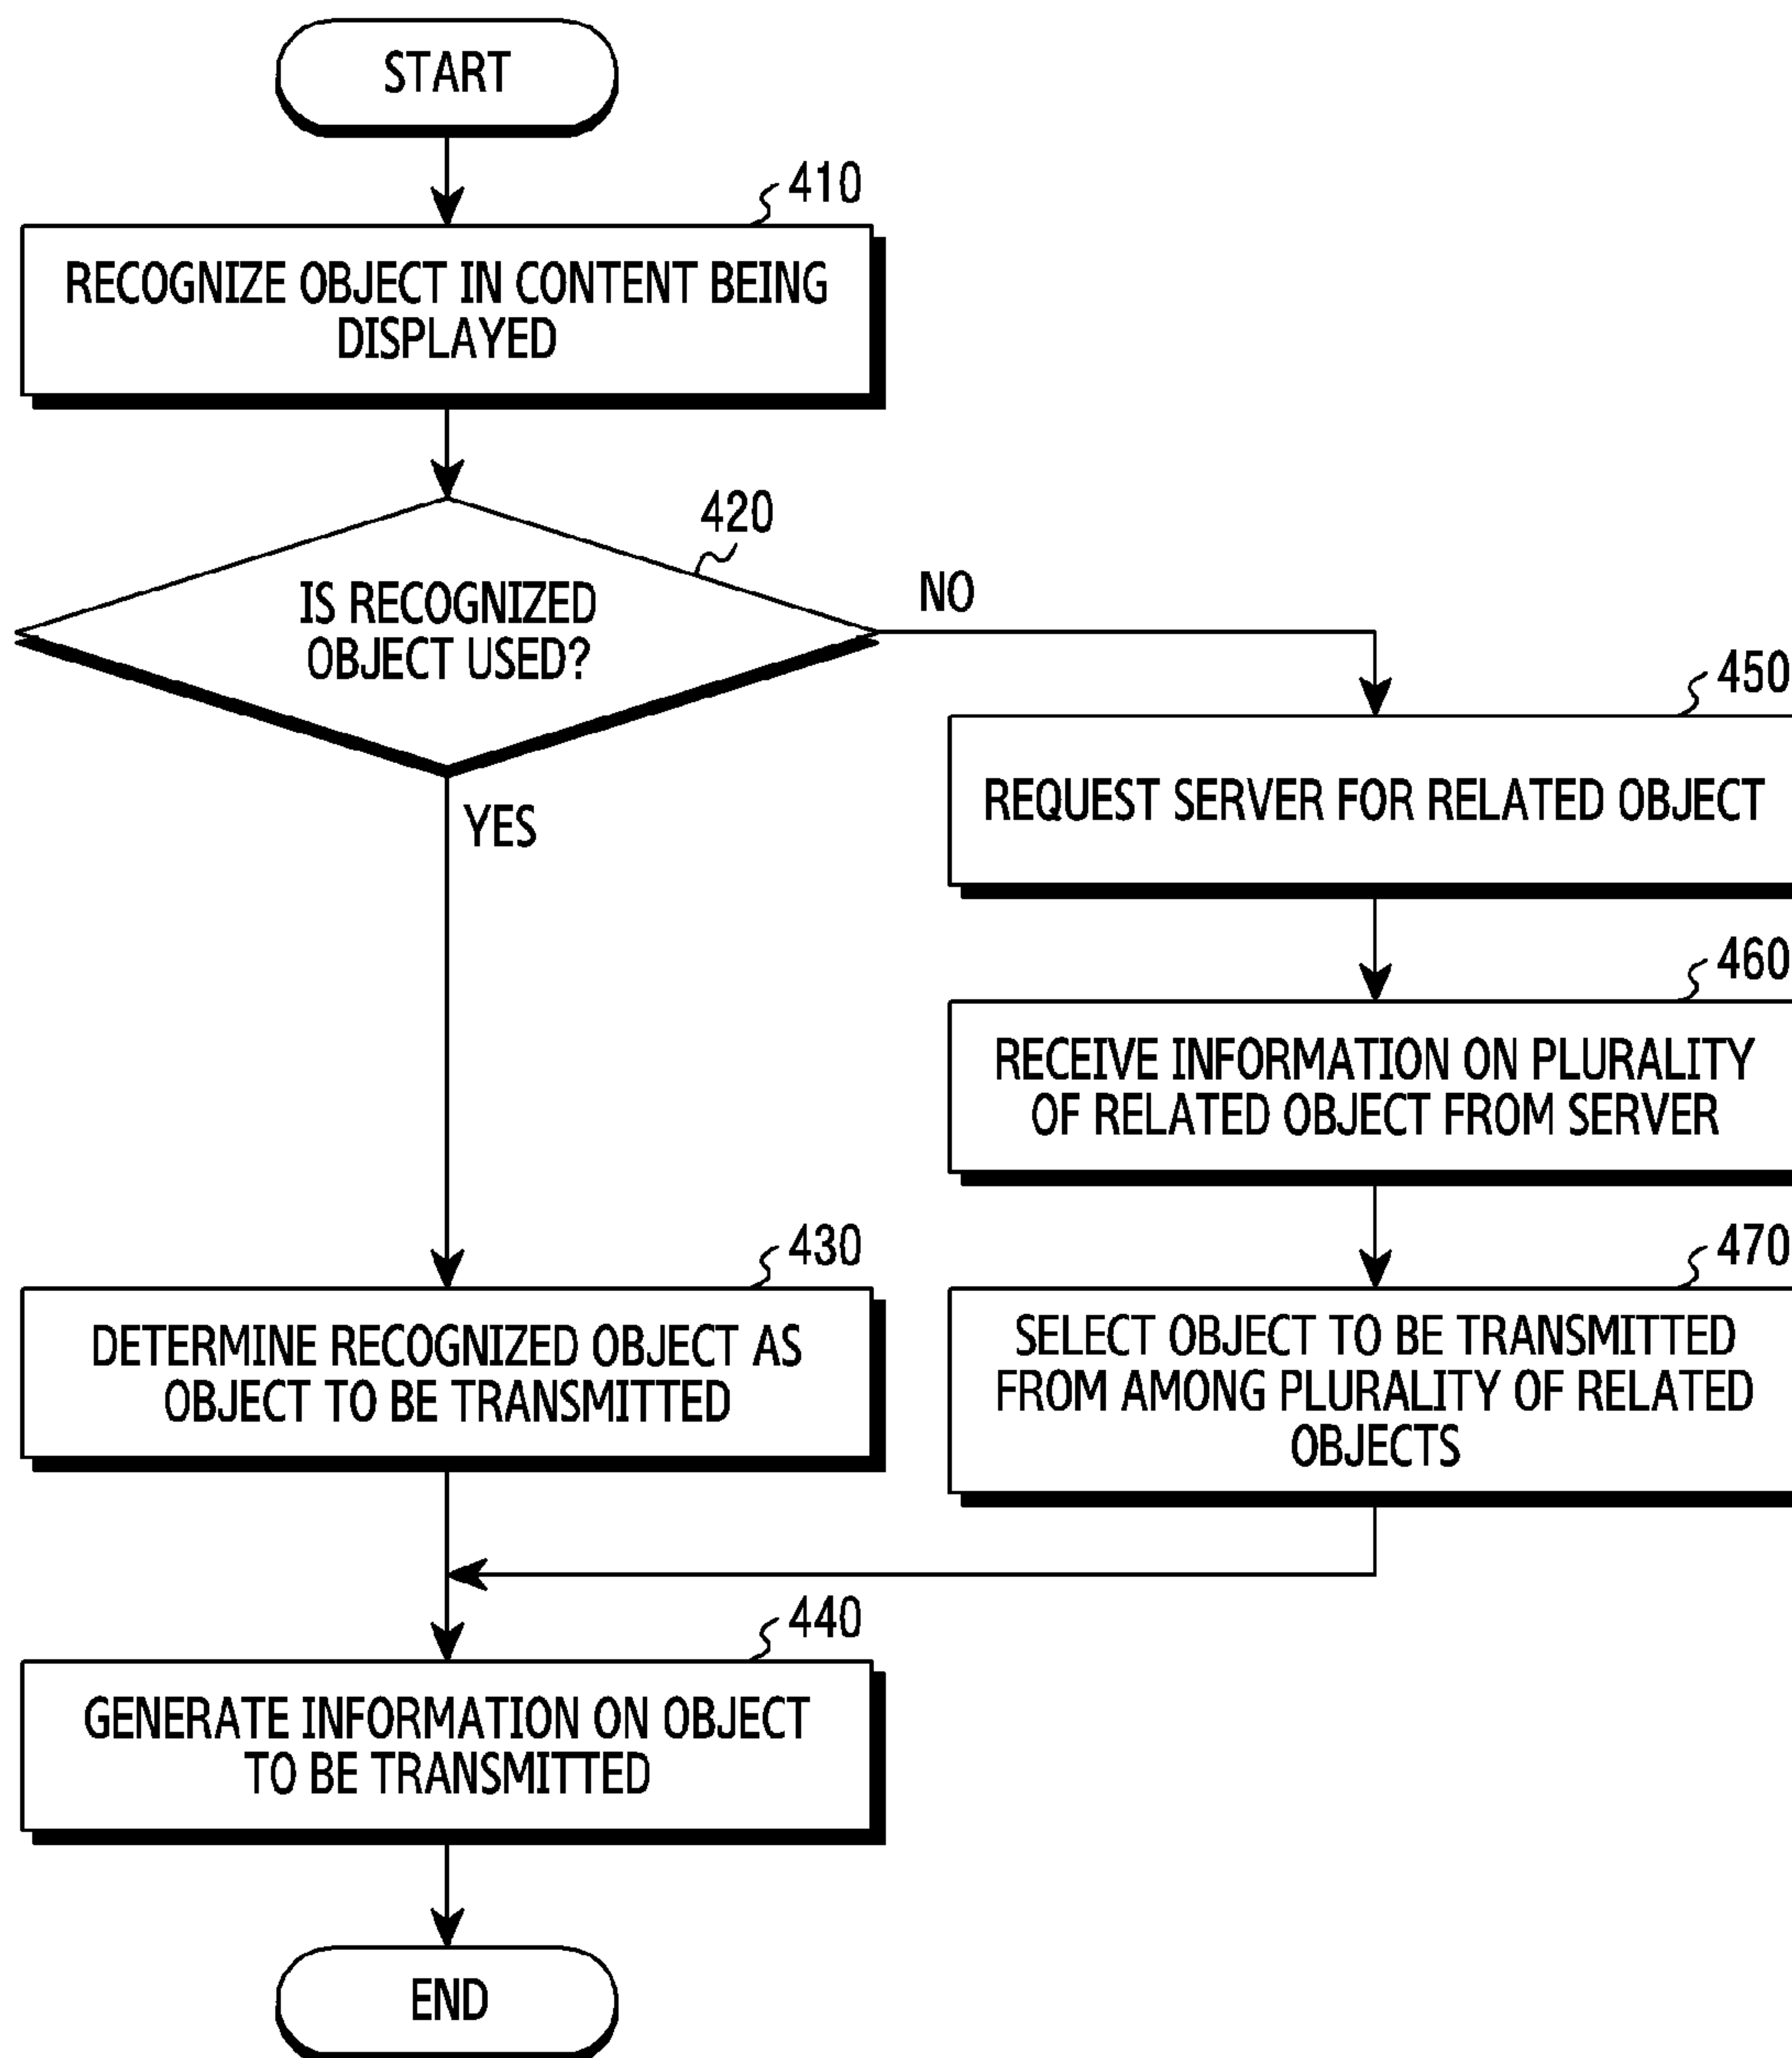 START
410
RECOGNIZE OBJECT IN CONTENT BEING
DISPLAYED
420
IS RECOGNIZED
OBJECT USED?
NO
YES
450
REQUEST SERVER FOR RELATED OBJECT
460
RECEIVE INFORMATION ON PLURALITY
OF RELATED OBJECT FROM SERVER
430
DETERMINE RECOGNIZED OBJECT AS
OBJECT TO BE TRANSMITTED
470
SELECT OBJECT TO BE TRANSMITTED
FROM AMONG PLURALITY OF RELATED
OBJECTS
440
GENERATE INFORMATION ON OBJECT
TO BE TRANSMITTED
END